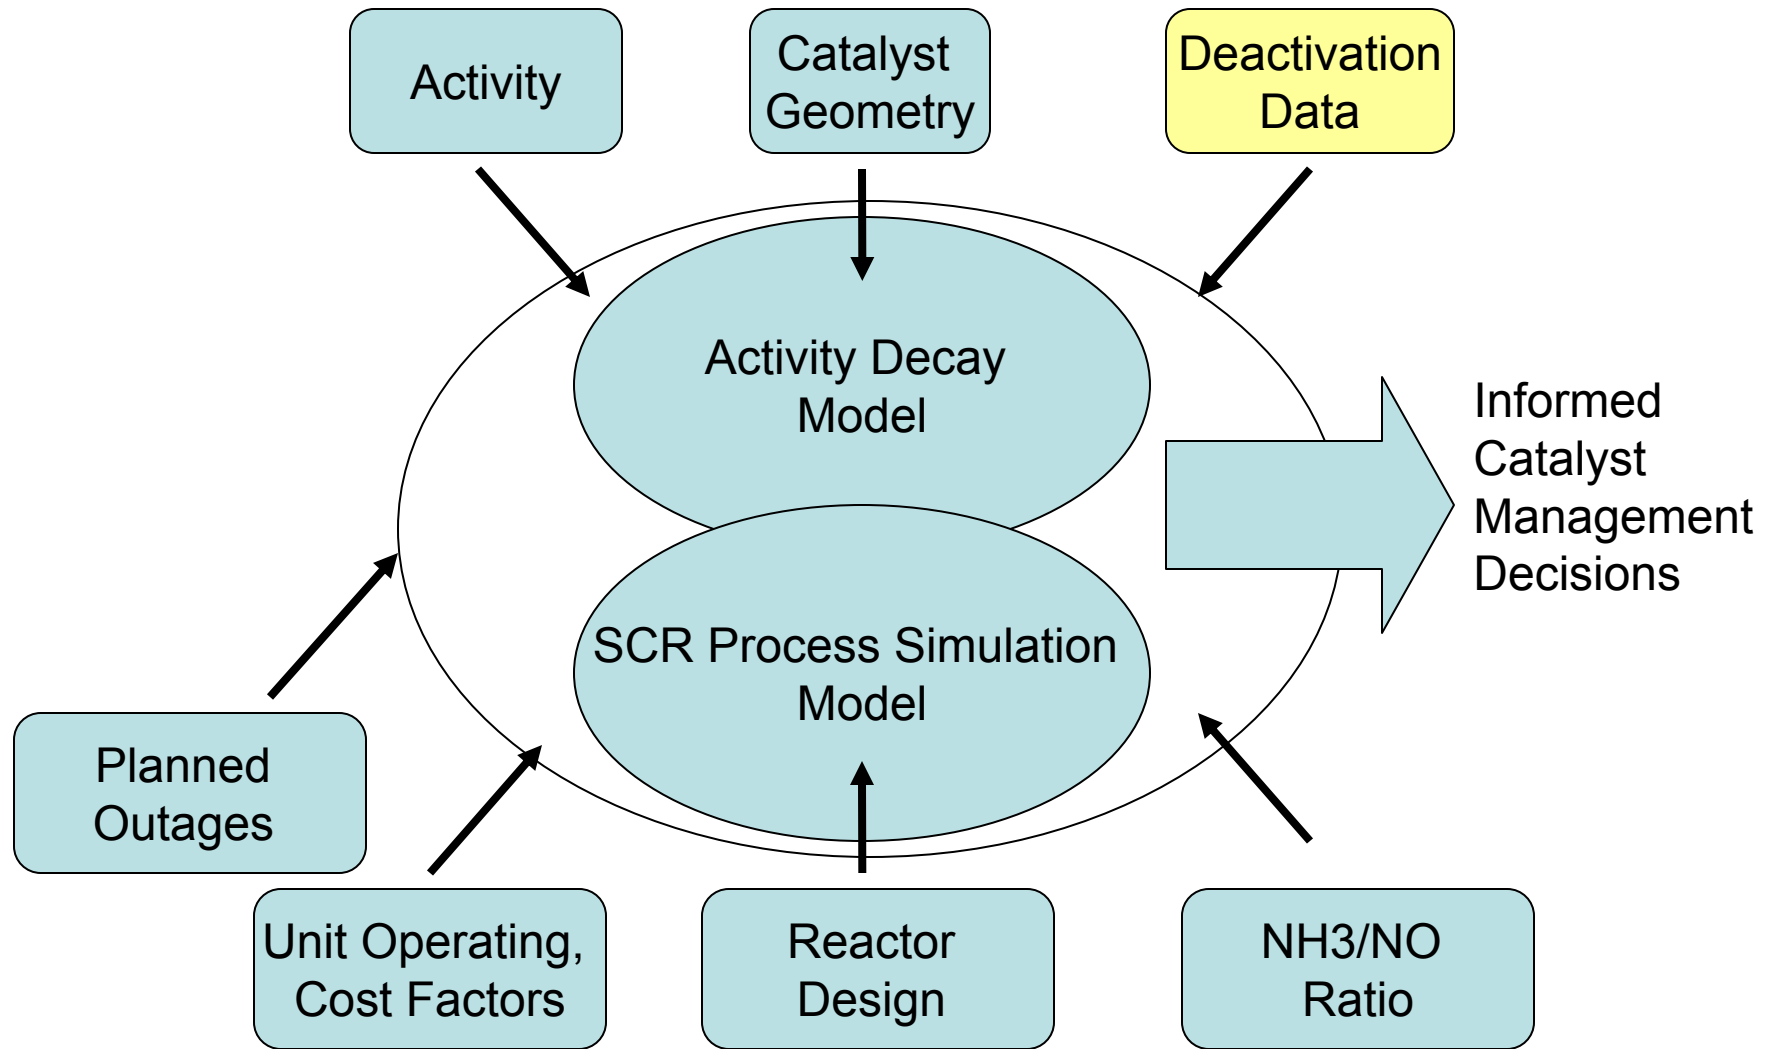 Activity
Catalyst
Geometry
Deactivation
Data
Activity Decay
Model
Informed
Catalyst
Management
Decisions
SCR Process Simulation
Model
Planned
Outages
Unit Operating,
Cost Factors
Reactor
Design
NH3/NO
Ratio